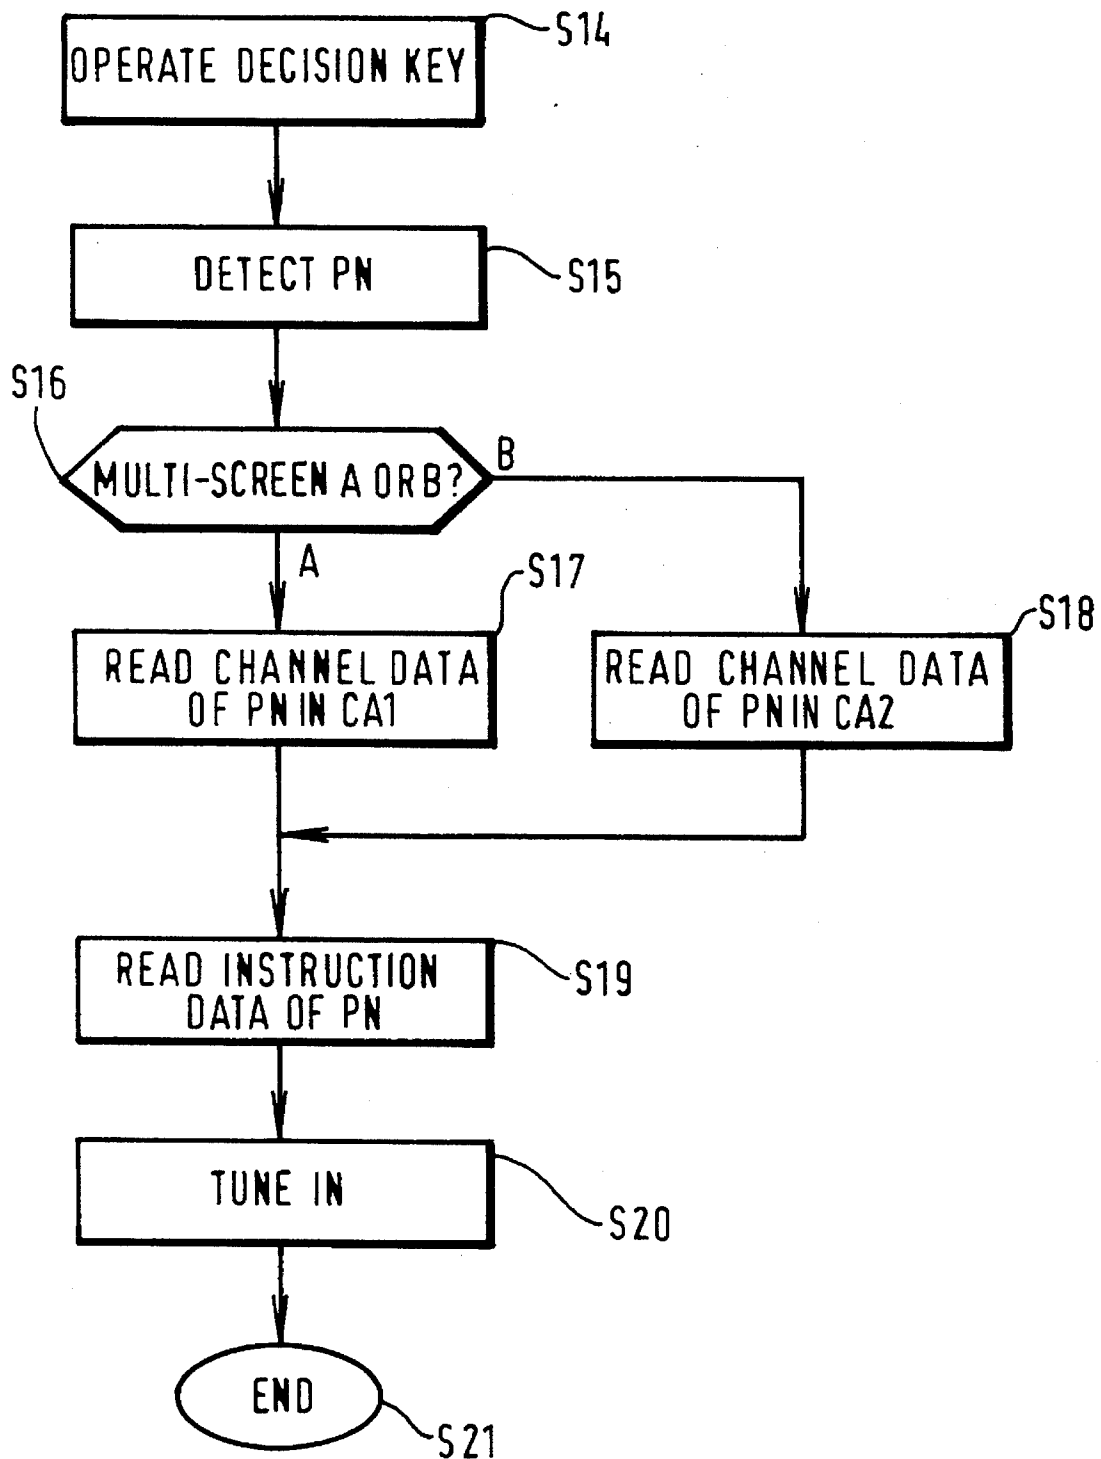 S14
OPERATE DECISION KEY
DETECT PN
S15
S16
MULTI-SCREEN A OR B?
B
A
S17
READ CHANNEL DATA
OF PN IN CA1
S18
READ CHANNEL DATA
OF PN IN CA2
READ INSTRUCTION
DATA OF PN
S19
TUNE IN
S20
END
S21